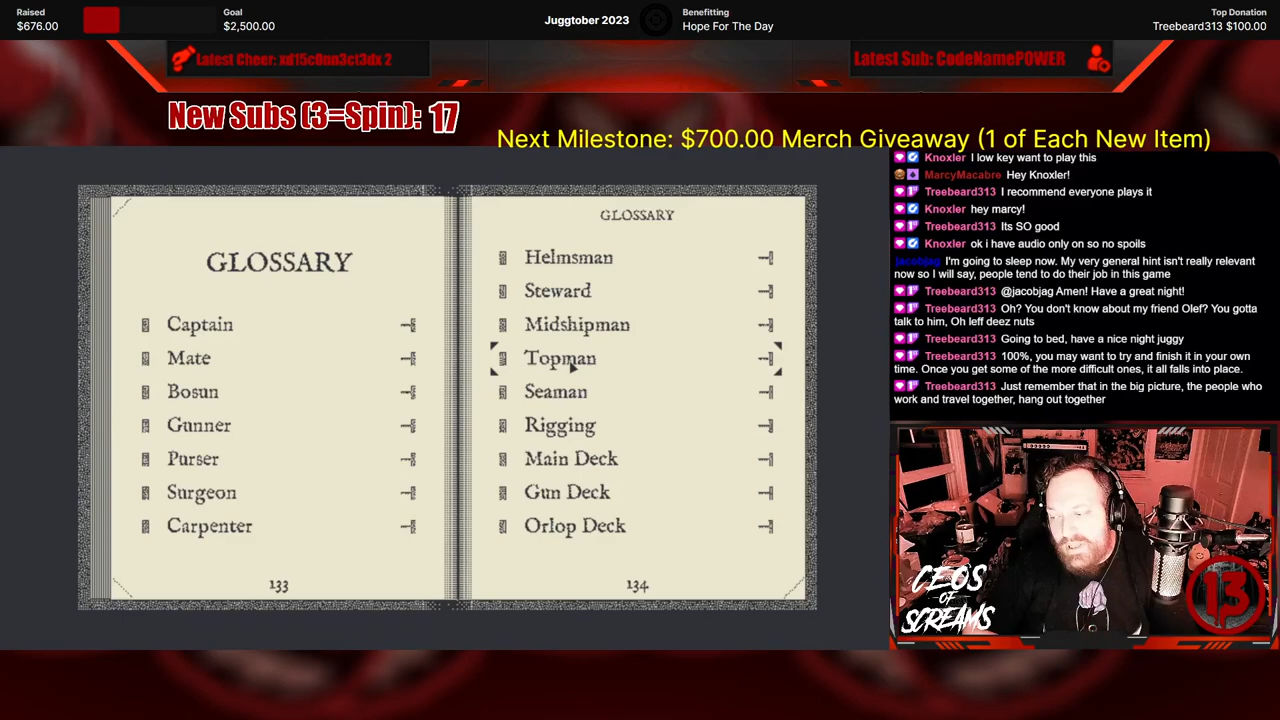 Raised
$676.00
Goal
$2,500.00
Juggtober 2023
Benefitting
Hope For The Day
Top Donation
Treebeard313 $100.00
Latest Cheer: xd15c0nn3ct3dx 2
Latest Sub: CodeNamePOWER
New Subs (3=Spin): 17
Next Milestone: $700.00 Merch Giveaway (1 of Each New Item)
GLOSSARY
Captain
Mate
Bosun
Gunner
Purser
Surgeon
Carpenter
133
GLOSSARY
Helmsman
Steward
Midshipman
Topman
Seaman
Rigging
Main Deck
Gun Deck
Orlop Deck
134
Knoxler I low key want to play this
MarcyMacabre Hey Knoxler!
Treebeard313 I recommend everyone plays it
Knoxler hey marcy!
Treebeard313 Its SO good
Knoxler ok i have audio only on so no spoils
jacobjag I'm going to sleep now. My very general hint isn't really relevant
now so I will say, people tend to do their job in this game
Treebeard313 @jacobjag Amen! Have a great night!
Treebeard313 Oh? You don't know about my friend Olef? You gotta
talk to him, Oh leff deez nuts
Treebeard313 Going to bed, have a nice night juggy
Treebeard313 100%, you may want to try and finish it in your own
time. Once you get some of the more difficult ones, it all falls into place.
Treebeard313 Just remember that in the big picture, the people who
work and travel together, hang out together
CEOS
OF
SCREAMS
13